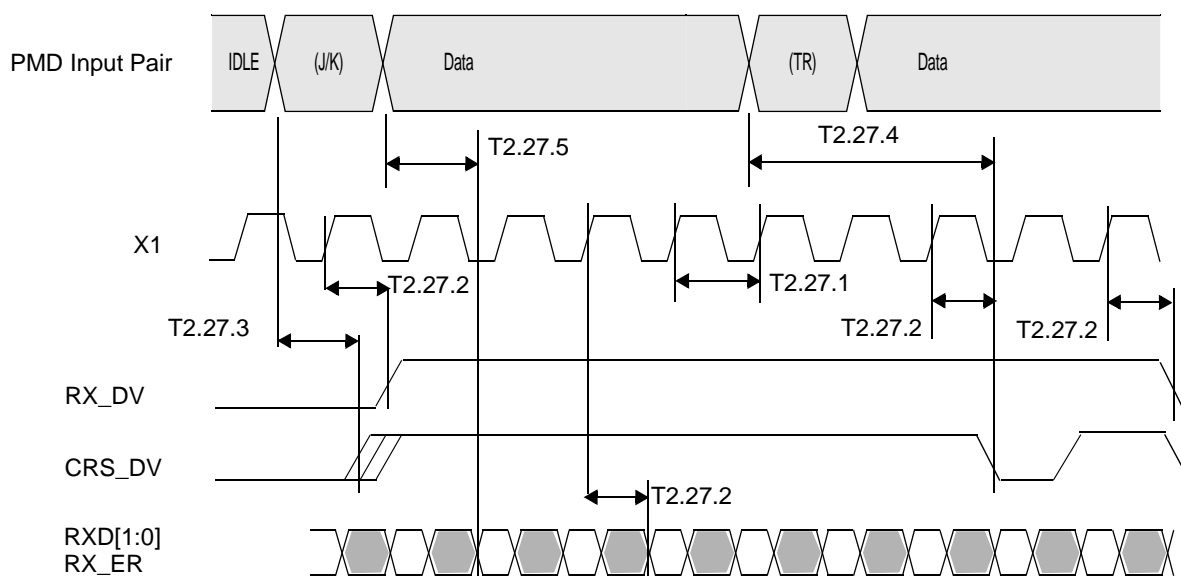 PMD Input Pair
IDLE
(J/K)
Data
(TR)
Data
T2.27.5
T2.27.4
X1
T2.27.2
T2.27.1
T2.27.3
T2.27.2
T2.27.2
RX_DV
CRS_DV
T2.27.2
RXD[1:0]
RX_ER